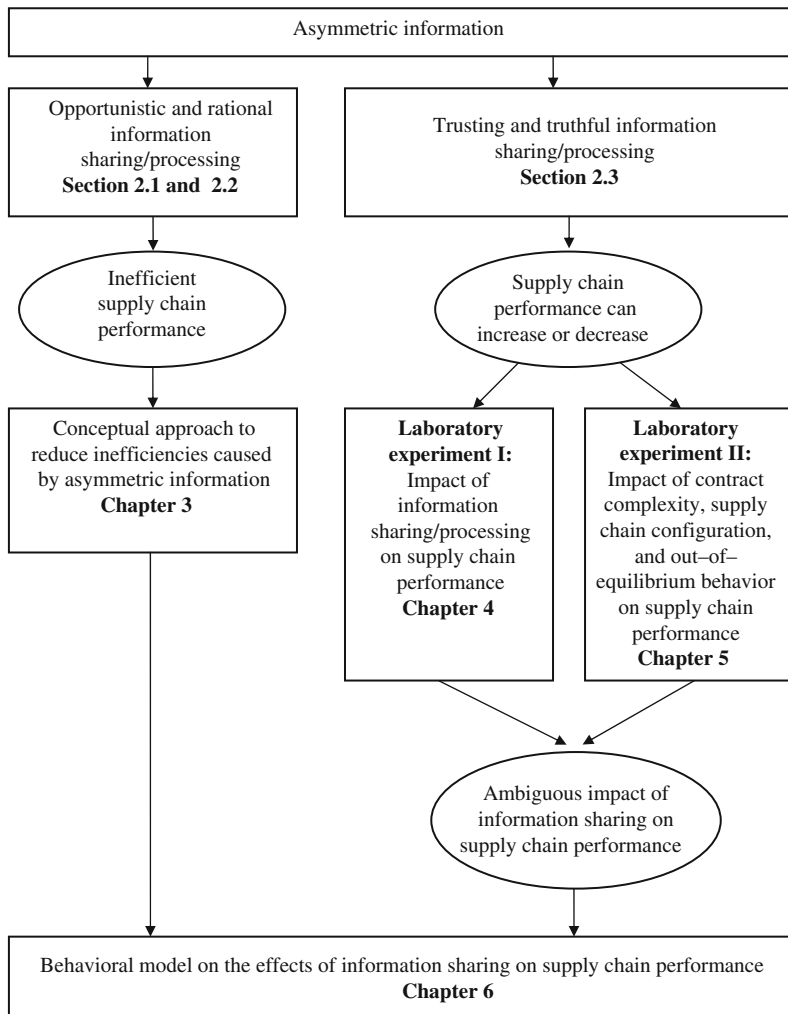 Asymmetric information
Opportunistic and rational
information
sharing/processing
Section 2.1 and 2.2
Trusting and truthful information
sharing/processing
Section 2.3
Inefficient
supply chain
performance
Supply chain
performance can
increase or decrease
Conceptual approach to
reduce inefficiencies caused
by asymmetric information
Chapter 3
Laboratory
experiment I:
Impact of
information
sharing/processing
on supply chain
performance
Chapter 4
Laboratory
experiment II:
Impact of contract
complexity, supply
chain configuration,
and out–of–
equilibrium behavior
on supply chain
performance
Chapter 5
Ambiguous impact of
information sharing on
supply chain performance
Behavioral model on the effects of information sharing on supply chain performance
Chapter 6